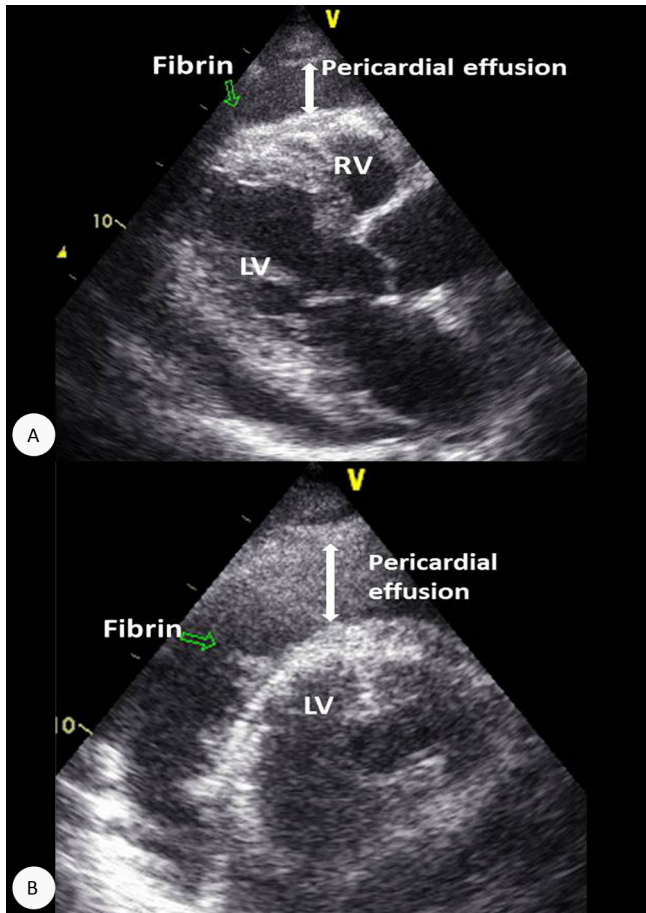 V
Fibrin
Pericardial effusion
RV
10
LV
A
V
Pericardial
effusion
Fibrin
LV
10
B